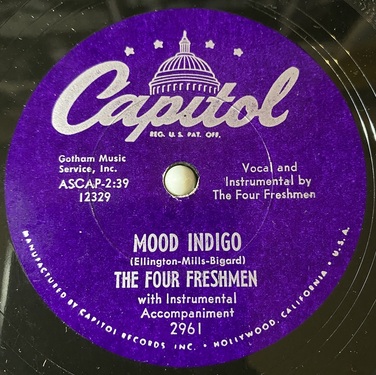 Capitol
REG. U.S. PAT. OFF.
Gotham Music
Service, Inc.
ASCAP-2:39
12329
Vocal and
Instrumental by
The Four Freshmen
MOOD INDIGO
(Ellington-Mills-Bigard)
THE FOUR FRESHMEN
with Instrumental
Accompaniment
2961
MANUFACTURED BY CAPITOL RECORDS INC. • HOLLYWOOD, CALIFORNIA • U.S.A.